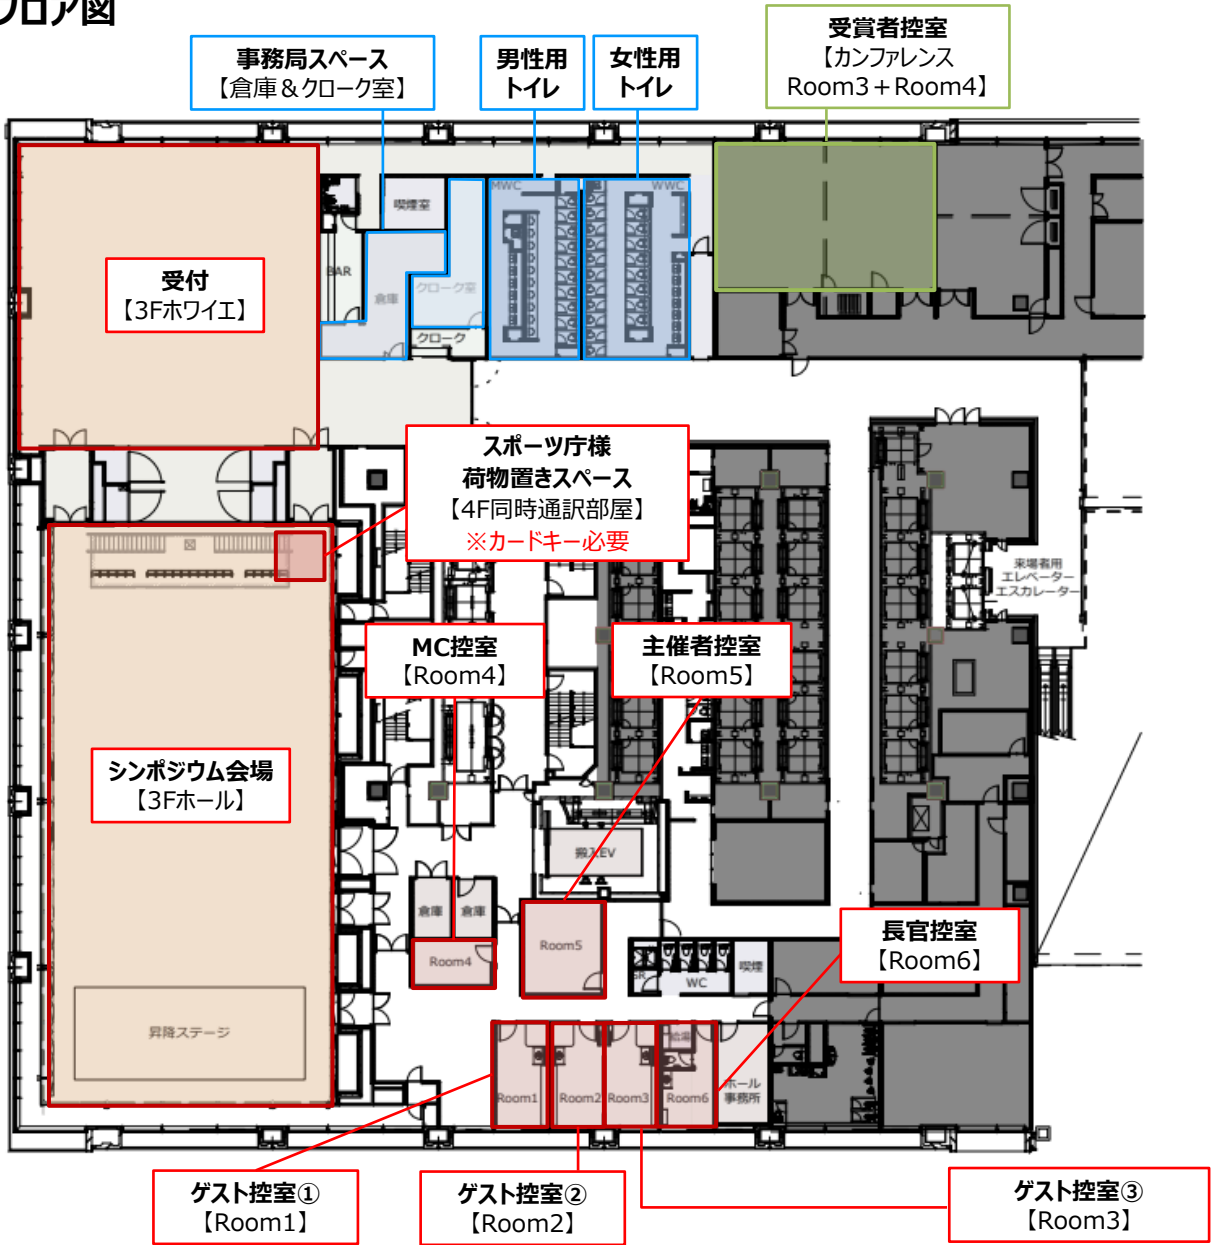 フロア図
事務局スペース
【倉庫＆クローク室】
男性用
トイレ
女性用
トイレ
受賞者控室
【カンファレンス
Room3＋Room4】
MWC
WWC
喫煙室
BAR
倉庫
クローク室
クローク
受付
【3Fホワイエ】
スポーツ庁様
荷物置きスペース
【4F同時通訳部屋】
※カードキー必要
来場者用
エレベーター
エスカレーター
MC控室
【Room4】
主催者控室
【Room5】
シンポジウム会場
【3Fホール】
搬入EV
倉庫
倉庫
Room4
Room5
長官控室
【Room6】
WC
喫煙
昇降ステージ
給湯
Room1
Room2
Room3
Room6
ホール
事務所
ゲスト控室①
【Room1】
ゲスト控室②
【Room2】
ゲスト控室③
【Room3】